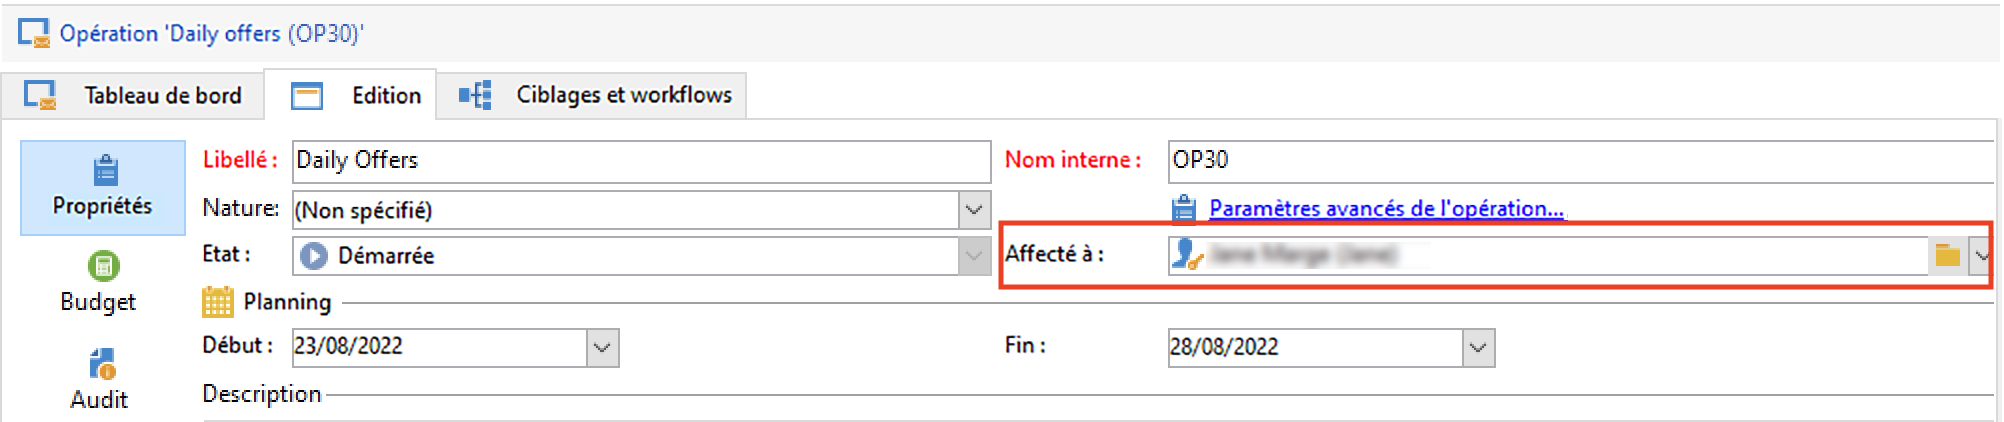 Opération 'Daily offers (OP30)'
Tableau de bord Edition Ciblages et workflows
Propriétés
Budget
Audit
Libellé : Daily Offers Nom interne : OP30
Nature: (Non spécifié) Paramètres avancés de l'opération...
Etat : Démarrée Affecté à :
Planning
Début : 23/08/2022 Fin : 28/08/2022
Description